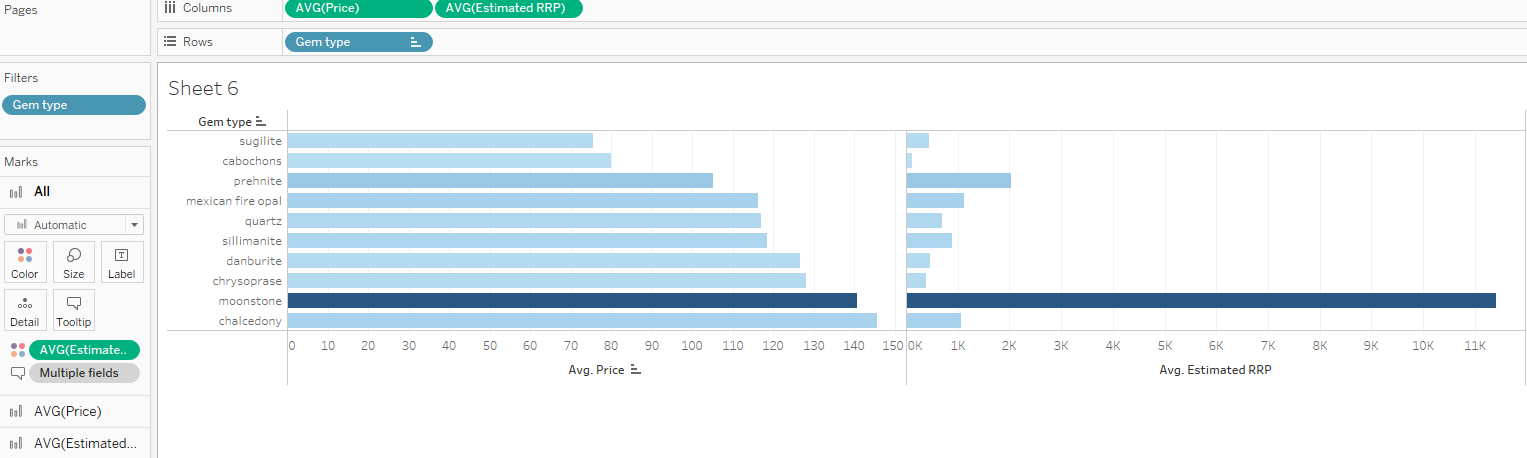 Pages
Columns AVG(Price) AVG(Estimated RRP)
Rows Gem type
Filters
Gem type
Marks
All
Automatic
Color Size Label
Detail Tooltip
AVG(Estimate..
Multiple fields
AVG(Price)
AVG(Estimated...
Sheet 6
Gem type
sugilite
cabochons
prehnite
mexican fire opal
quartz
sillimanite
danburite
chrysoprase
moonstone
chalcedony
0 10 20 30 40 50 60 70 80 90 100 110 120 130 140 150 0K 1K 2K 3K 4K 5K 6K 7K 8K 9K 10K 11K
Avg. Price Avg. Estimated RRP